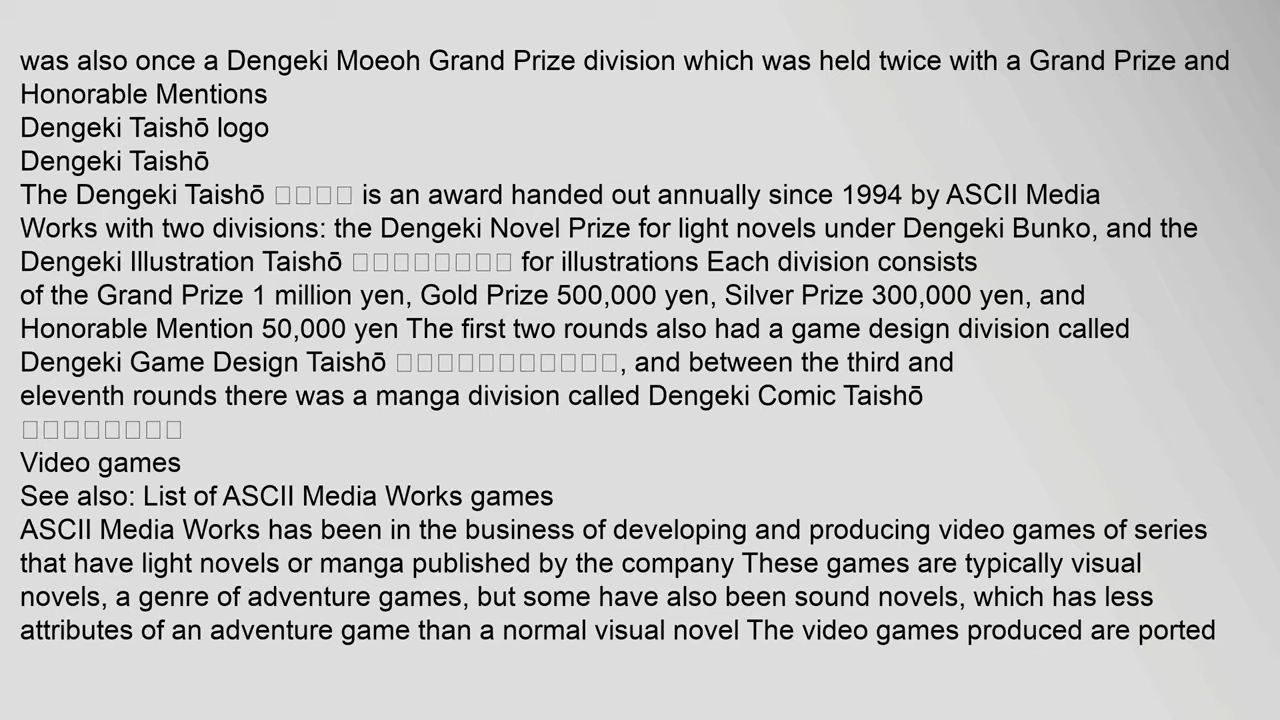 was also once a Dengeki Moeoh Grand Prize division which was held twice with a Grand Prize and
Honorable Mentions
Dengeki Taishō logo
Dengeki Taishō
The Dengeki Taishō □□□□ is an award handed out annually since 1994 by ASCII Media
Works with two divisions: the Dengeki Novel Prize for light novels under Dengeki Bunko, and the
Dengeki Illustration Taishō □□□□□□□□ for illustrations Each division consists
of the Grand Prize 1 million yen, Gold Prize 500,000 yen, Silver Prize 300,000 yen, and
Honorable Mention 50,000 yen The first two rounds also had a game design division called
Dengeki Game Design Taishō □□□□□□□□□□□, and between the third and
eleventh rounds there was a manga division called Dengeki Comic Taishō
□□□□□□□□
Video games
See also: List of ASCII Media Works games
ASCII Media Works has been in the business of developing and producing video games of series
that have light novels or manga published by the company These games are typically visual
novels, a genre of adventure games, but some have also been sound novels, which has less
attributes of an adventure game than a normal visual novel The video games produced are ported